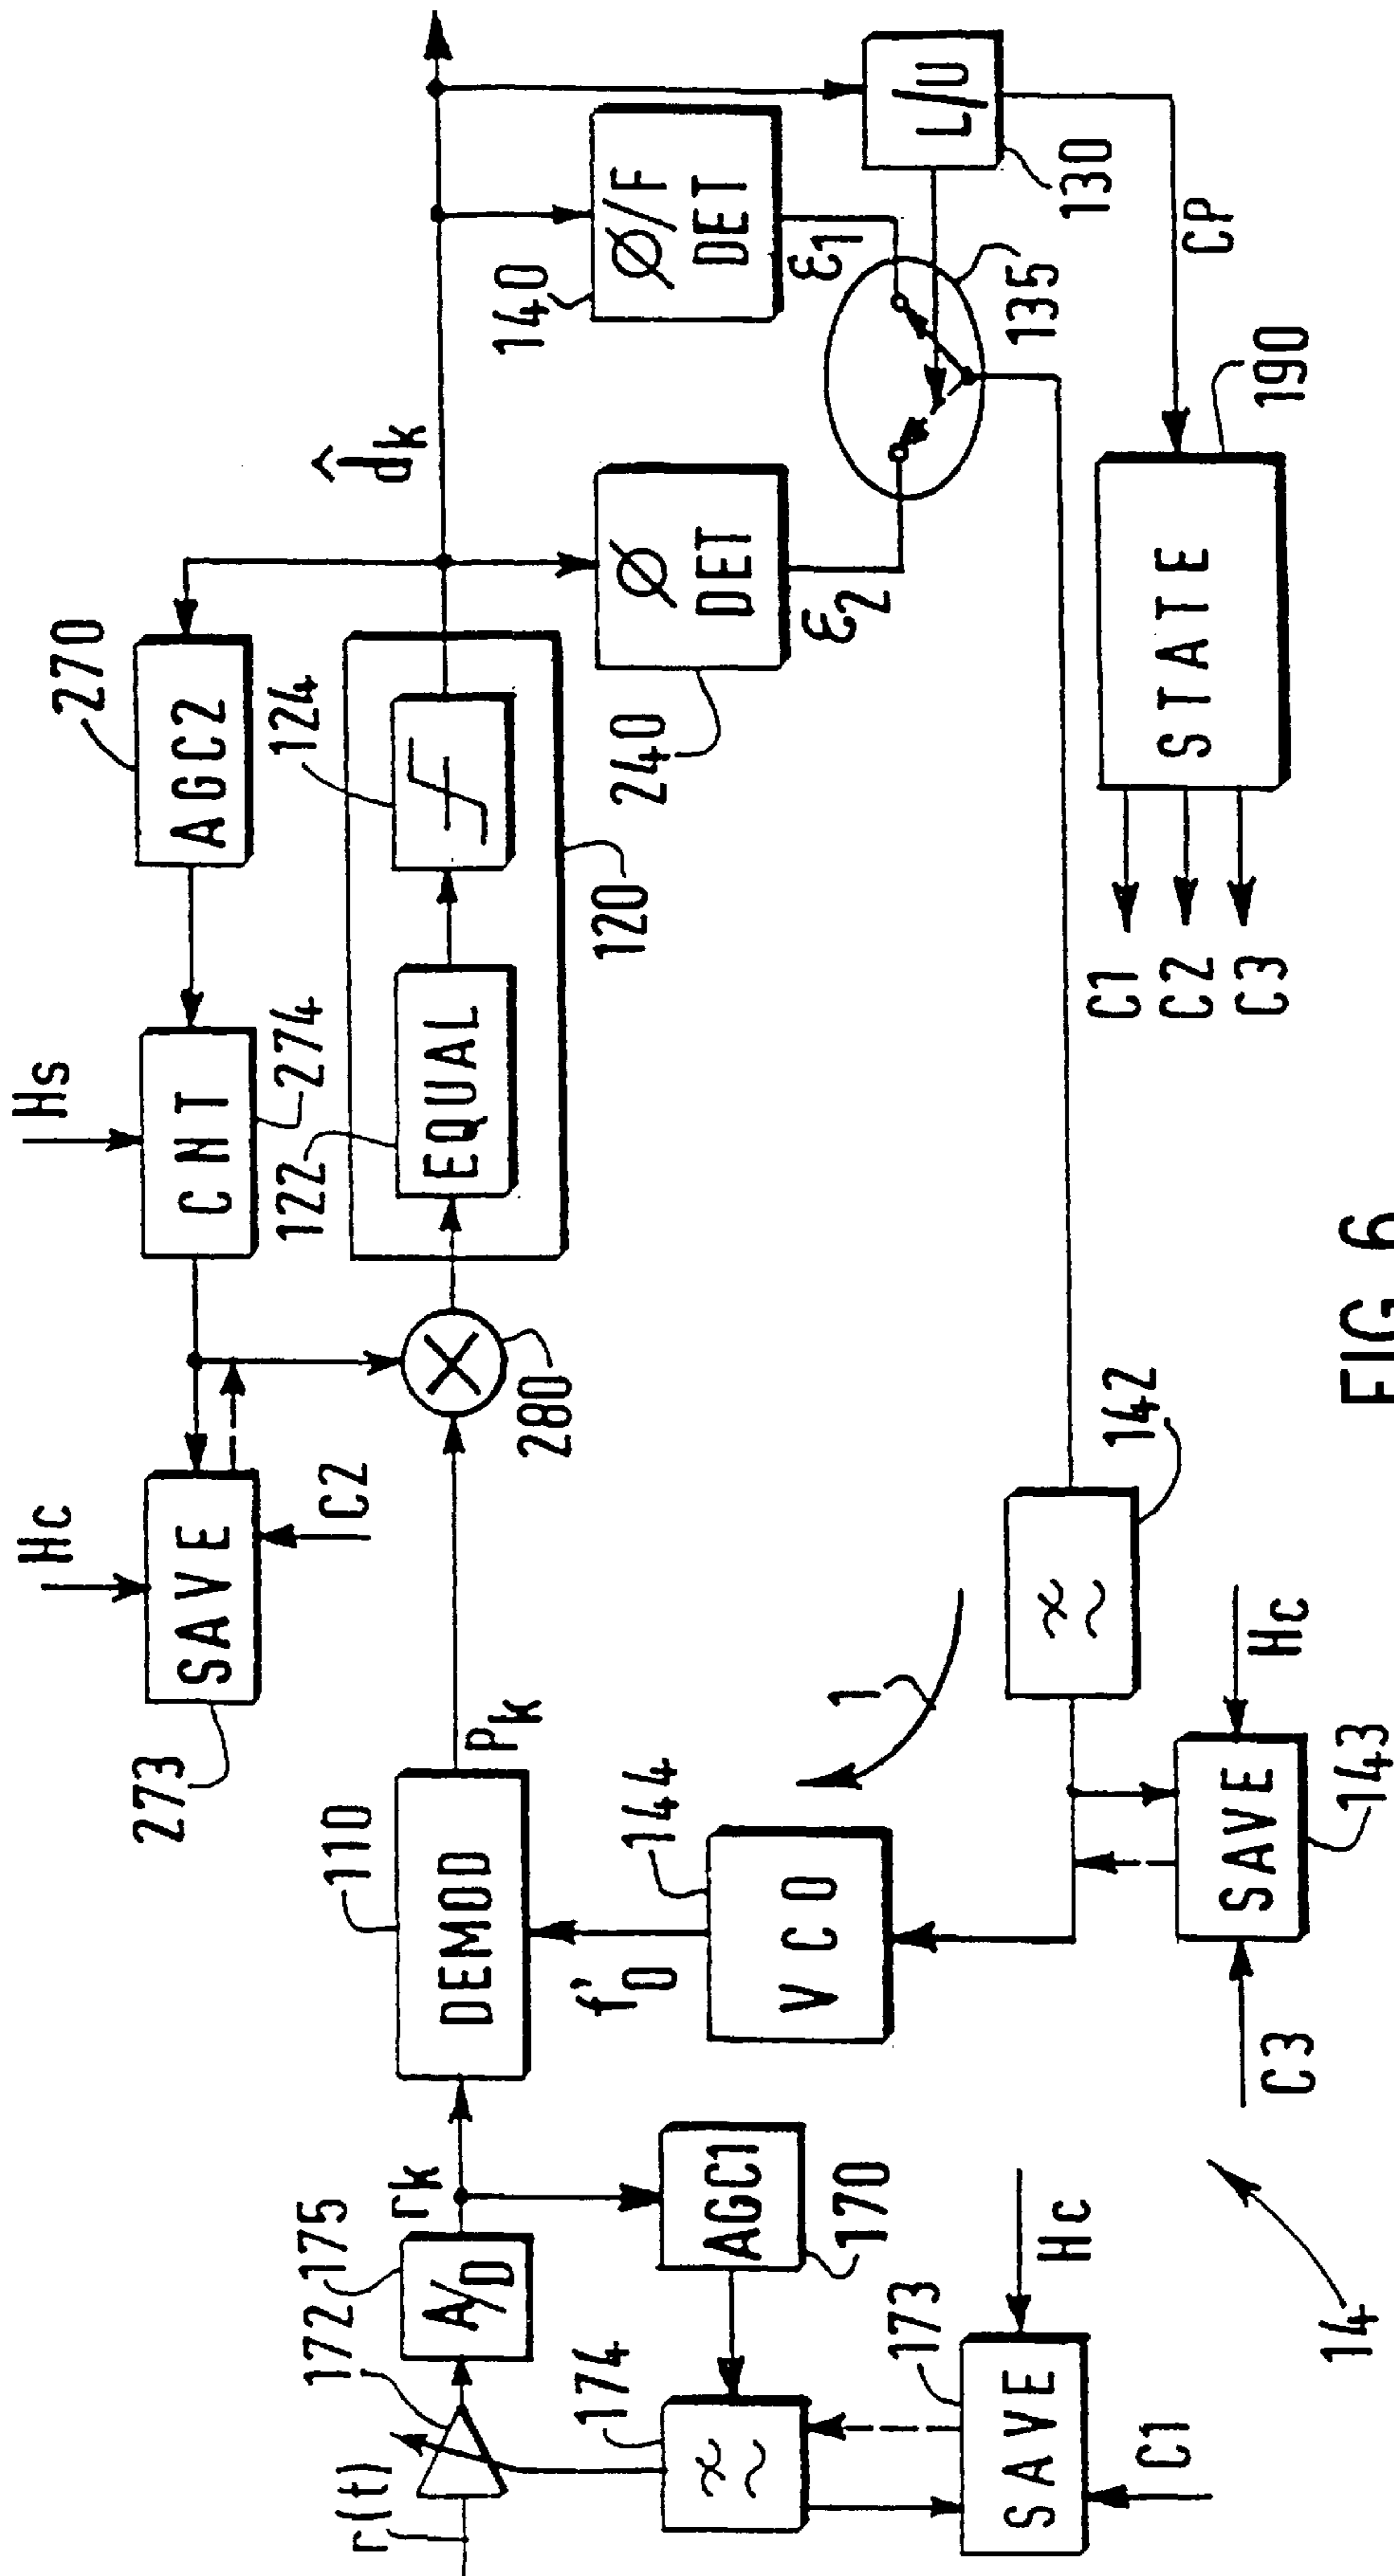 Hs
Hc
270
AGC2
CNT
274
SAVE
273
C2
124
122
EQUAL
120
280
d̂k
r(t)
172
175
A/D
rk
110
DEMOD
Pk
240
Ø
DET
ε2
140
Ø/F
DET
ε1
L/U
130
135
170
AGC1
174
144
VCO
f'0
1
173
SAVE
Hc
C1
142
143
SAVE
Hc
C3
190
STATE
CP
C1
C2
C3
14
FIG. 6